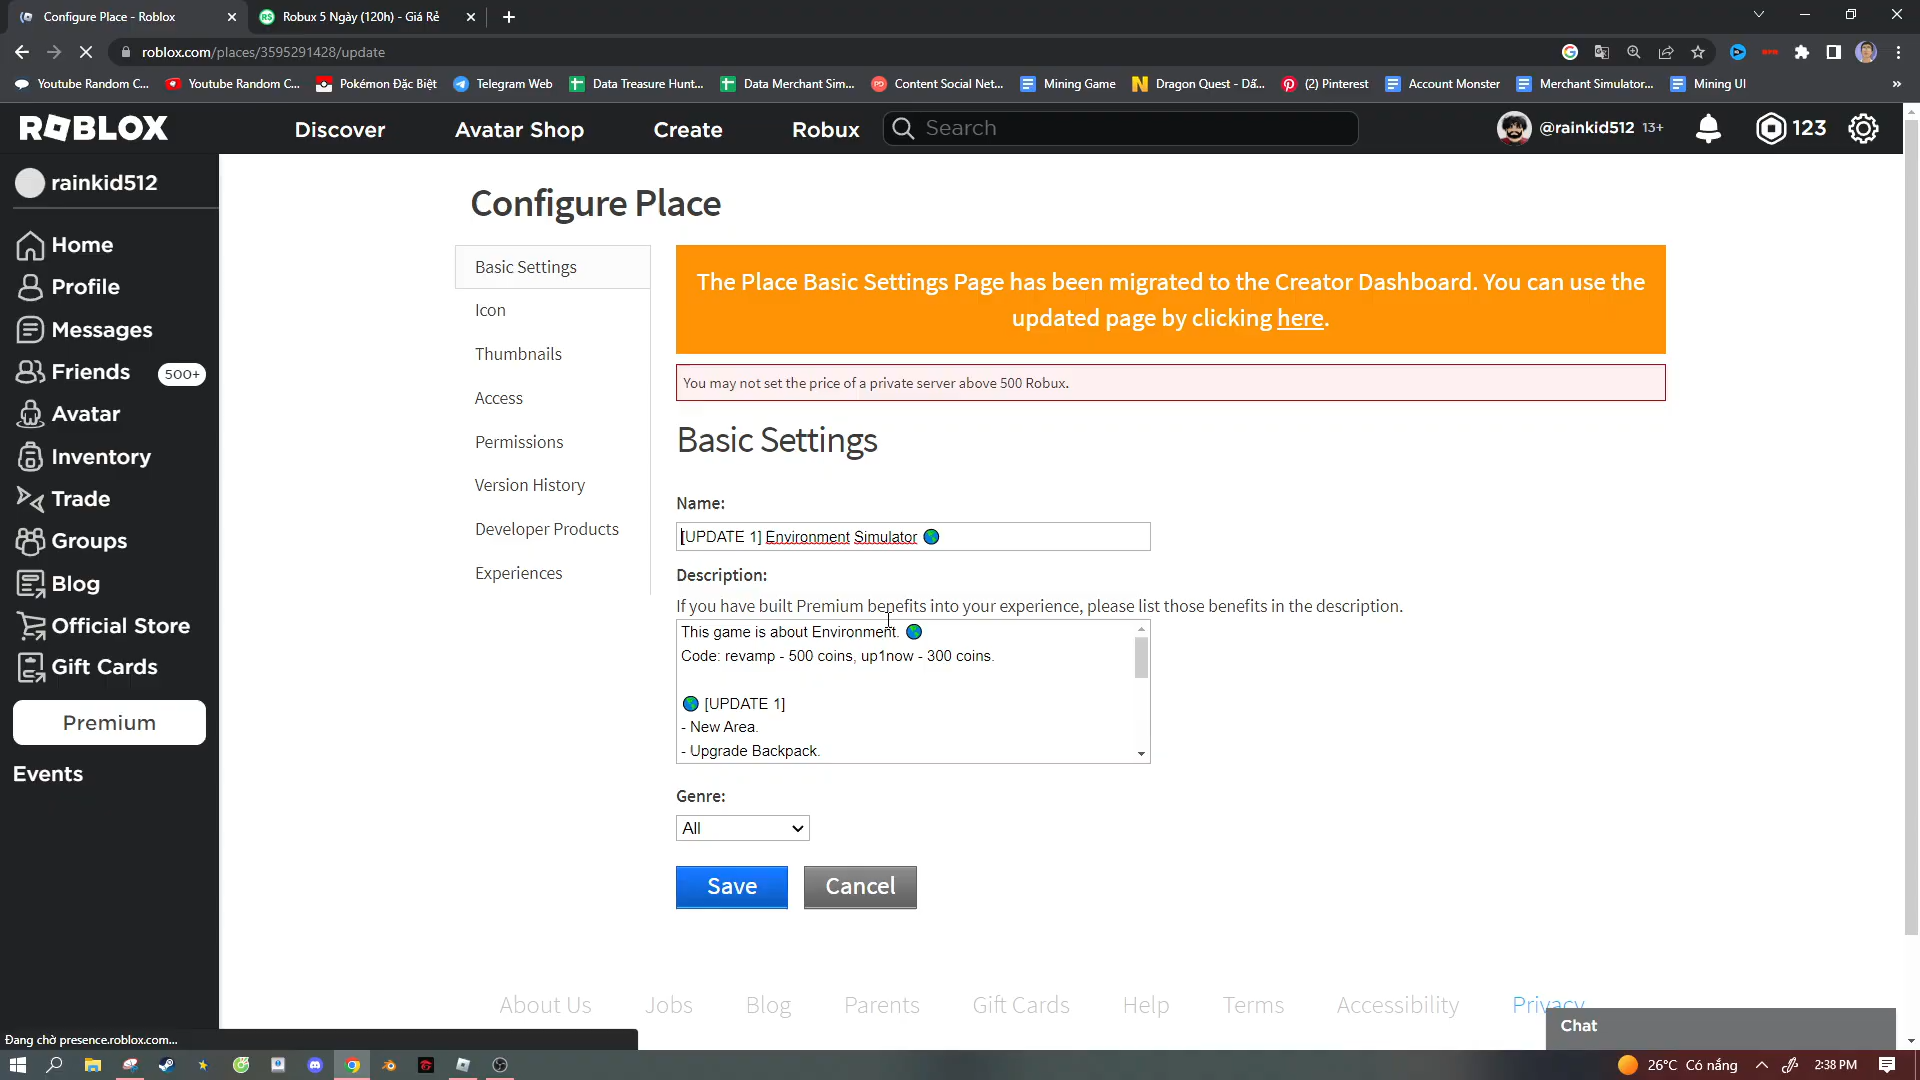 Configure Place - Roblox
Robux 5 Ngày (120h) - Giá Rẻ
roblox.com/places/3595291428/update
Youtube Random C...
Youtube Random C...
Pokémon Đặc Biệt
Telegram Web
Data Treasure Hunt...
Data Merchant Sim...
Content Social Net...
Mining Game
Dragon Quest - Dấ...
(2) Pinterest
Account Monster
Merchant Simulator...
Mining UI
ROBLOX
Discover
Avatar Shop
Create
Robux
Search
@rainkid512 13+
123
rainkid512
Home
Profile
Messages
Friends 500+
Avatar
Inventory
Trade
Groups
Blog
Official Store
Gift Cards
Premium
Events
Configure Place
Basic Settings
Icon
Thumbnails
Access
Permissions
Version History
Developer Products
Experiences
The Place Basic Settings Page has been migrated to the Creator Dashboard. You can use the
updated page by clicking here.
You may not set the price of a private server above 500 Robux.
Basic Settings
Name:
[UPDATE 1] Environment Simulator 🌎
Description:
If you have built Premium benefits into your experience, please list those benefits in the description.
This game is about Environment. 🌎
Code: revamp - 500 coins, up1now - 300 coins.
🌎 [UPDATE 1]
- New Area.
- Upgrade Backpack.
Genre:
All
Save
Cancel
About Us
Jobs
Blog
Parents
Gift Cards
Help
Terms
Accessibility
Privacy
Chat
Đang chờ presence.roblox.com...
26°C Có nắng
2:38 PM